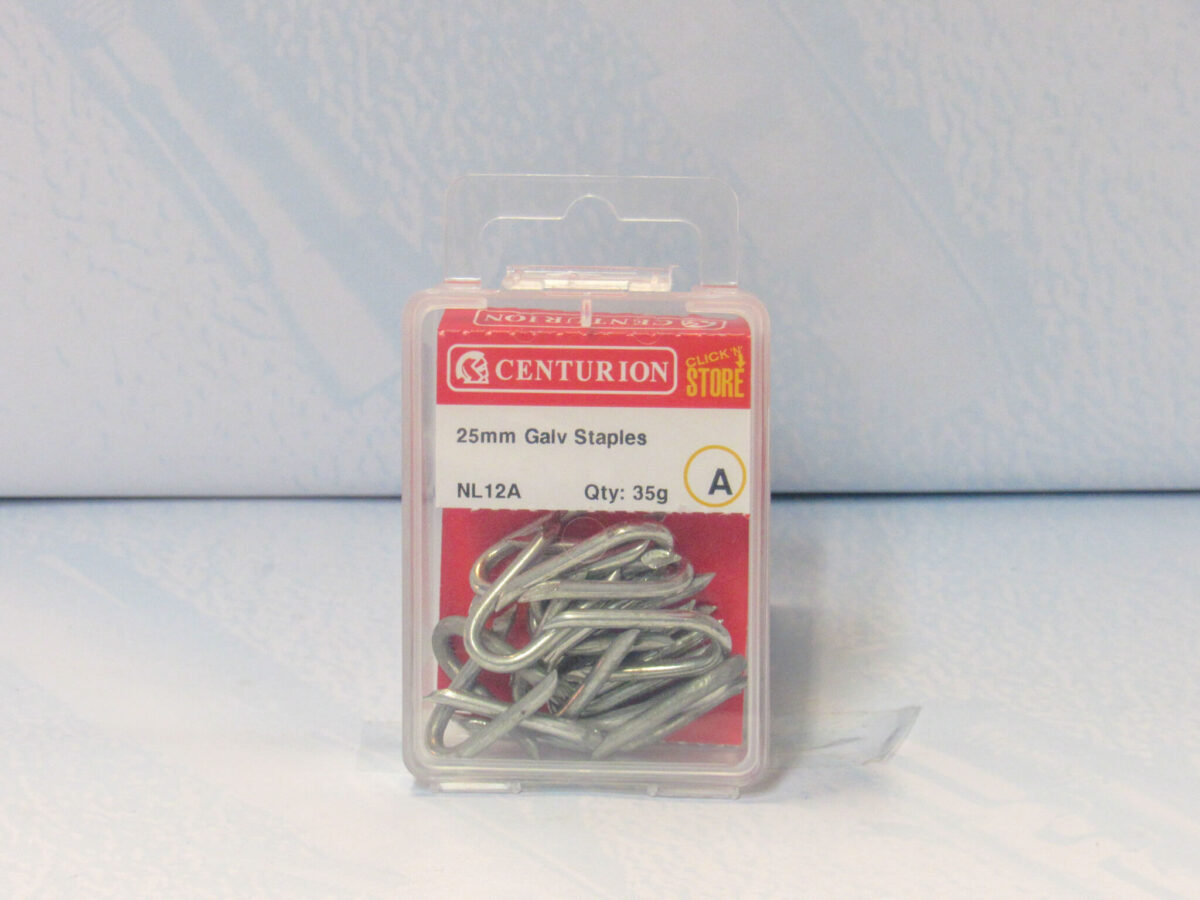 CENTURION
CENTURION
CLICK 'N'
STORE
25mm Galv Staples
NL12A Qty: 35g
A